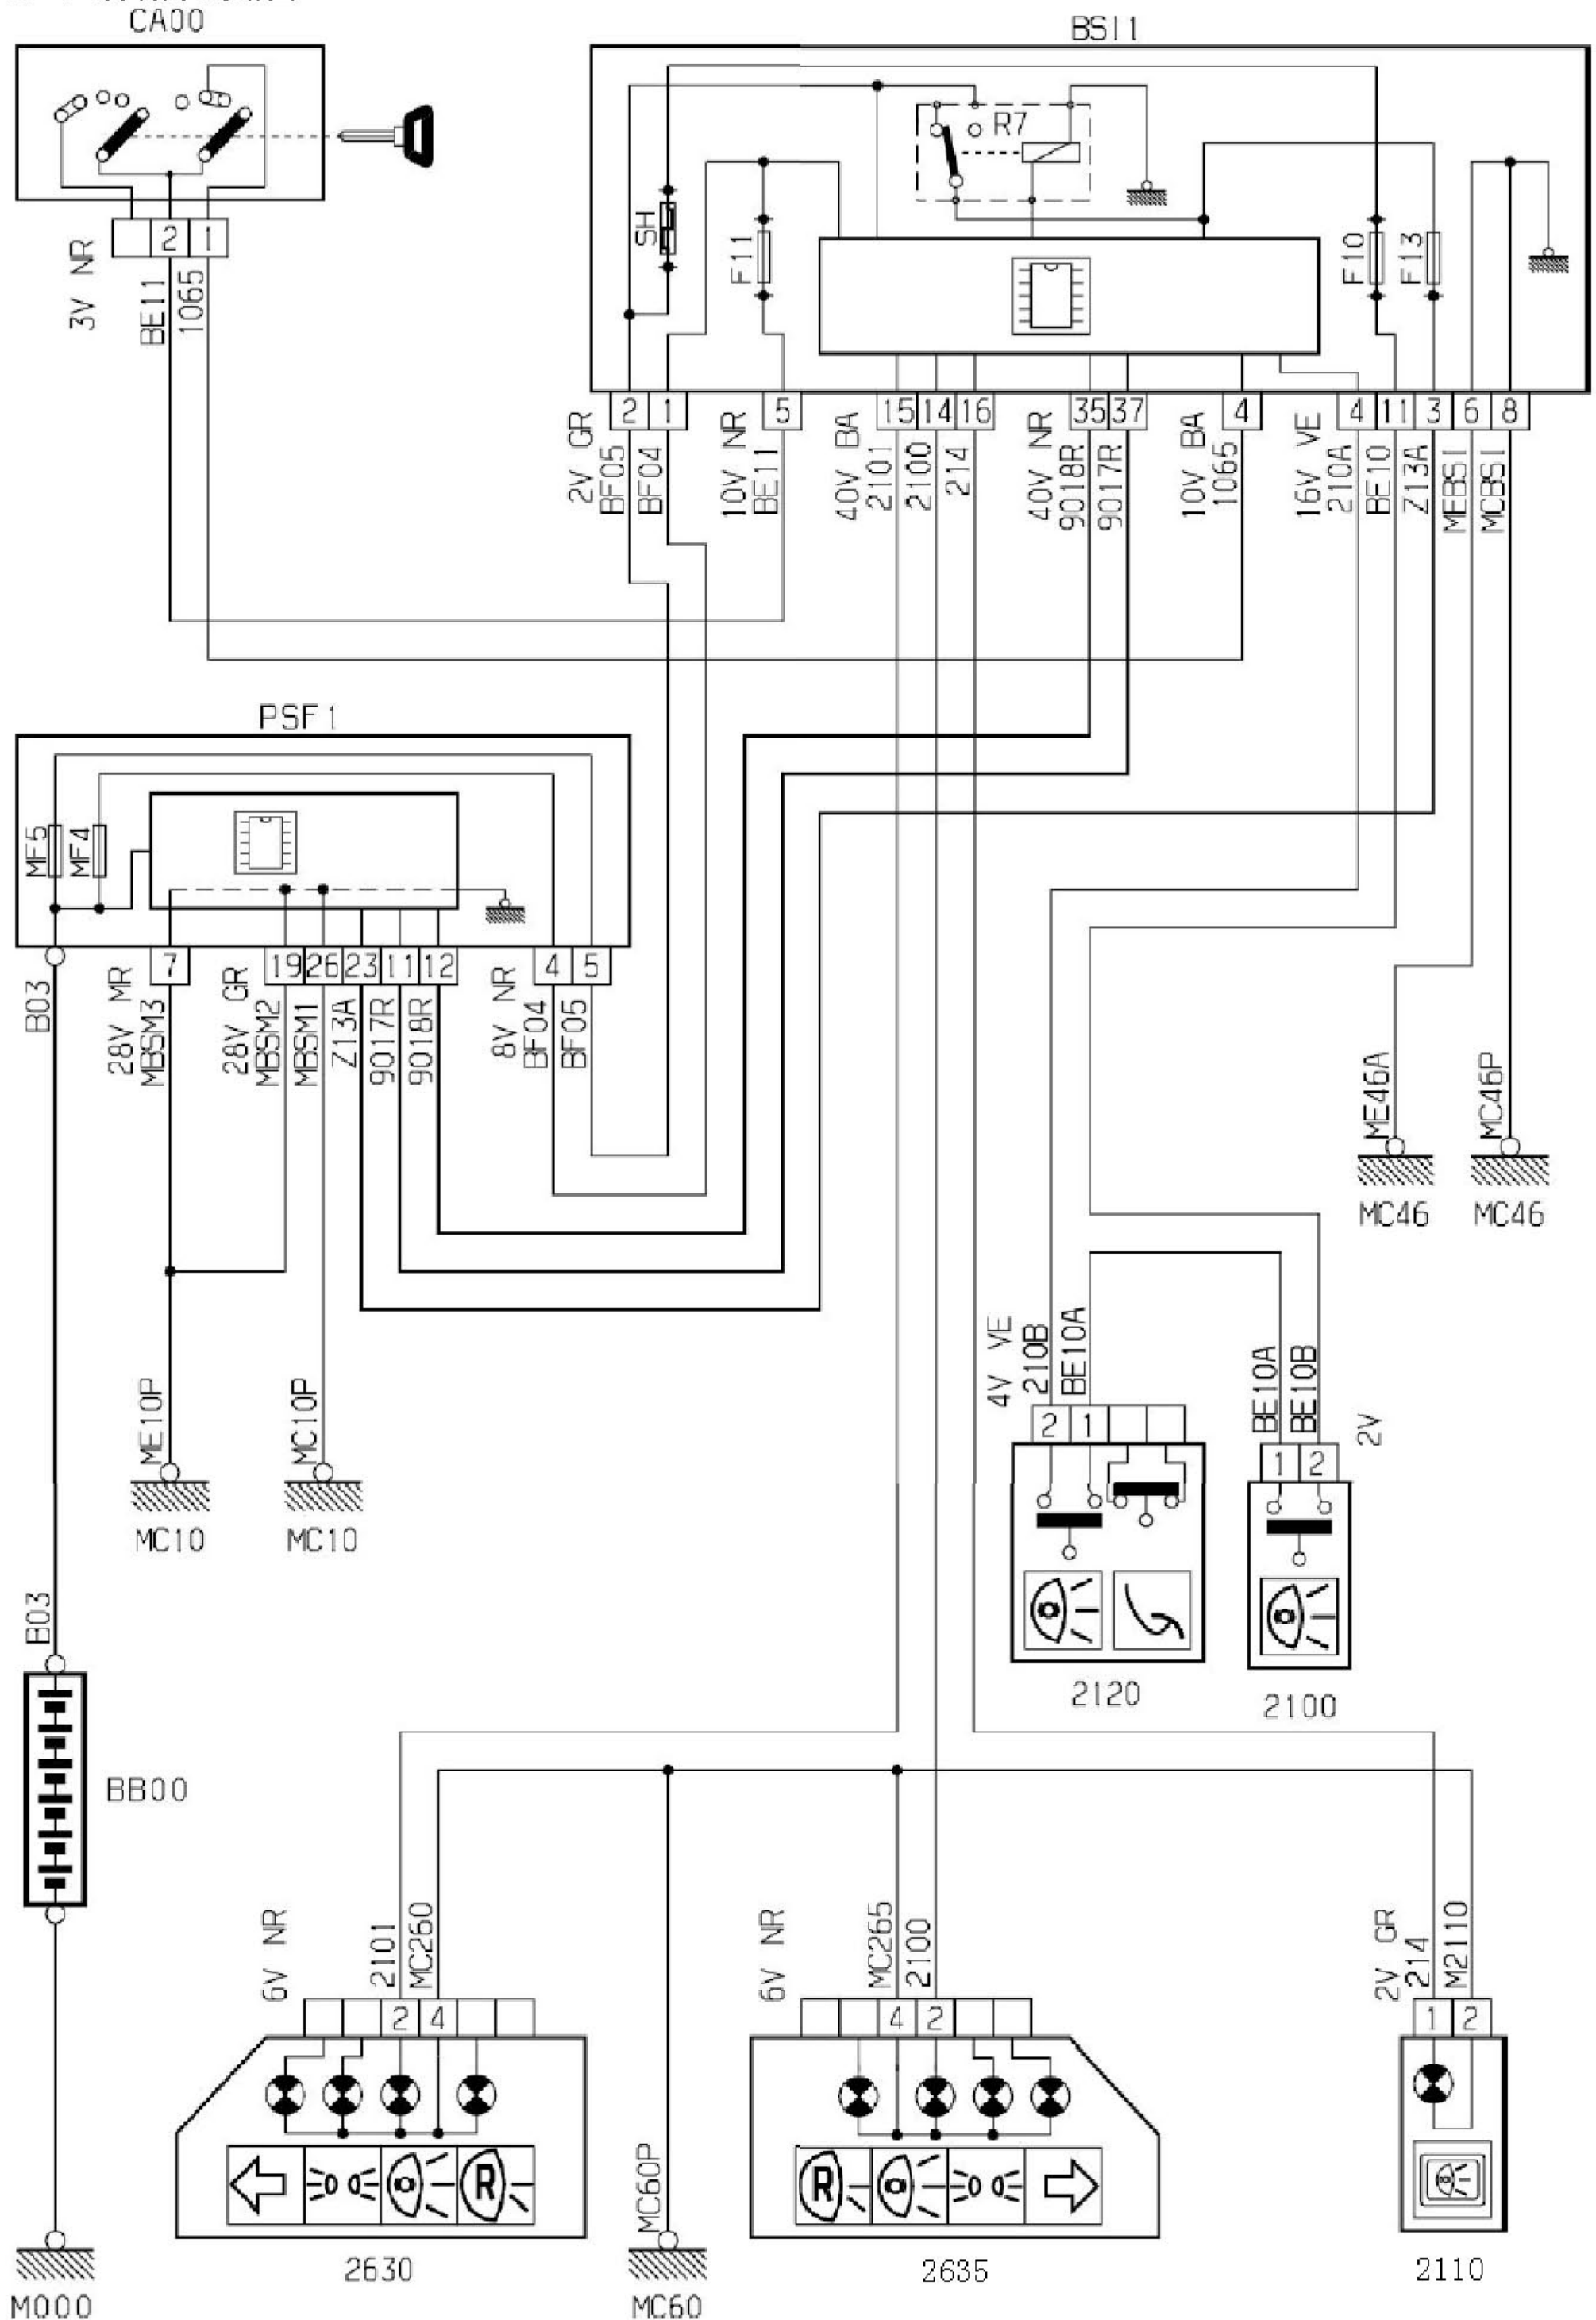 CA00
BSI1
R7
SH
F11
F10
F13
2 1
3V NR
BE11
1065
2 1 5 15 14 16 35 37 4 4 11 3 6 8
2V GR
BF05
BF04
10V NR
BE11
40V BA
2101
2100
214
40V NR
9018R
9017R
10V BA
1065
16V VE
210A
BE10
Z13A
MEBSI
MCBSI
PSF1
MF5
MF4
7 19 26 23 11 12 4 5
B03
28V MR
MBSM3
28V GR
MBSM2
MBSM1
Z13A
9017R
9018R
8V NR
BF04
BF05
ME46A
MC46P
MC46 MC46
4V VE
210B
BE10A
BE10A
BE10B
2V
ME10P
MC10P
2 1
1 2
MC10 MC10
B03
2120
2100
BB00
6V NR
2101
MC260
6V NR
MC265
2100
2V GR
214
M2110
2 4
4 2
1 2
MC60P
R
R
2630
2635
2110
M000
MC60